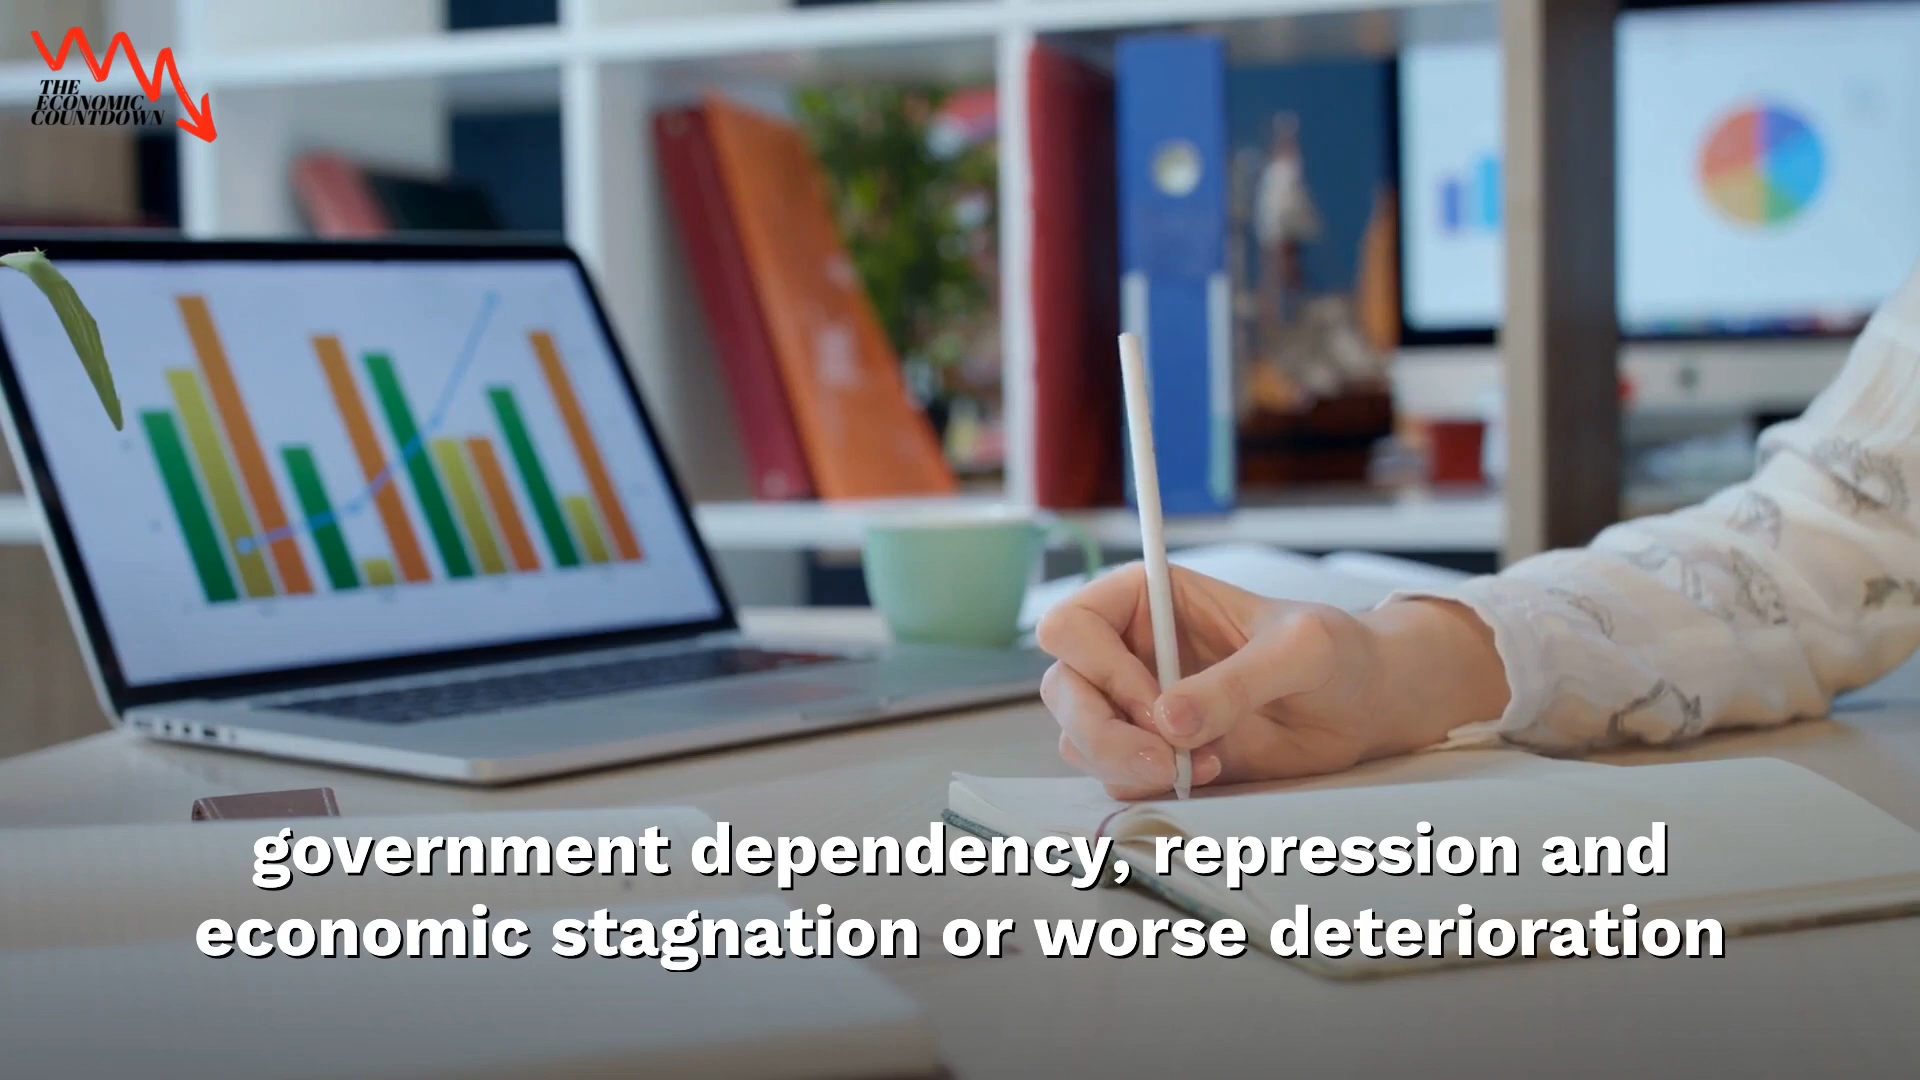 THE
ECONOMIC
COUNTDOWN
government dependency, repression and
economic stagnation or worse deterioration